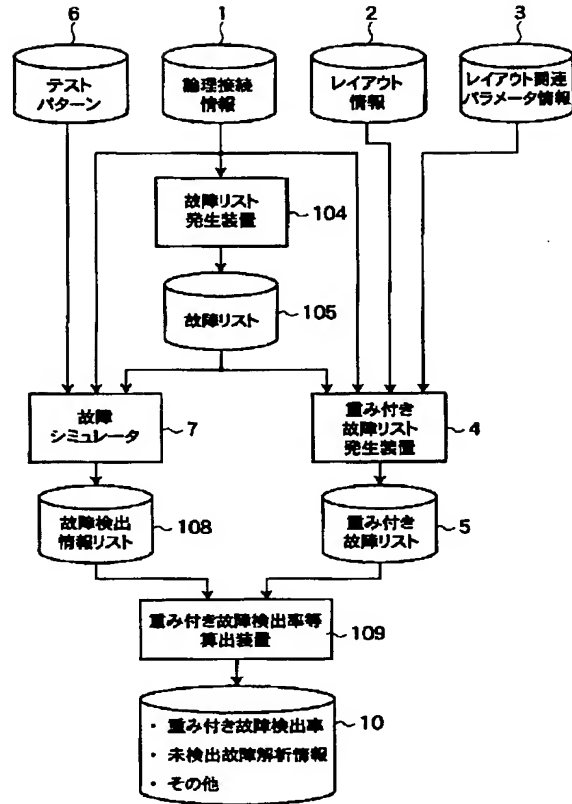 6
1
2
3
テスト
パターン
論理接続
情報
レイアウト
情報
レイアウト関連
パラメータ情報
故障リスト
発生装置
104
故障リスト
105
故障
シミュレータ
7
重み付き
故障リスト
発生装置
4
故障検出
情報リスト
108
重み付き
故障リスト
5
重み付き故障検出率等
算出装置
109
・ 重み付き故障検出率
・ 未検出故障解析情報
・ その他
10